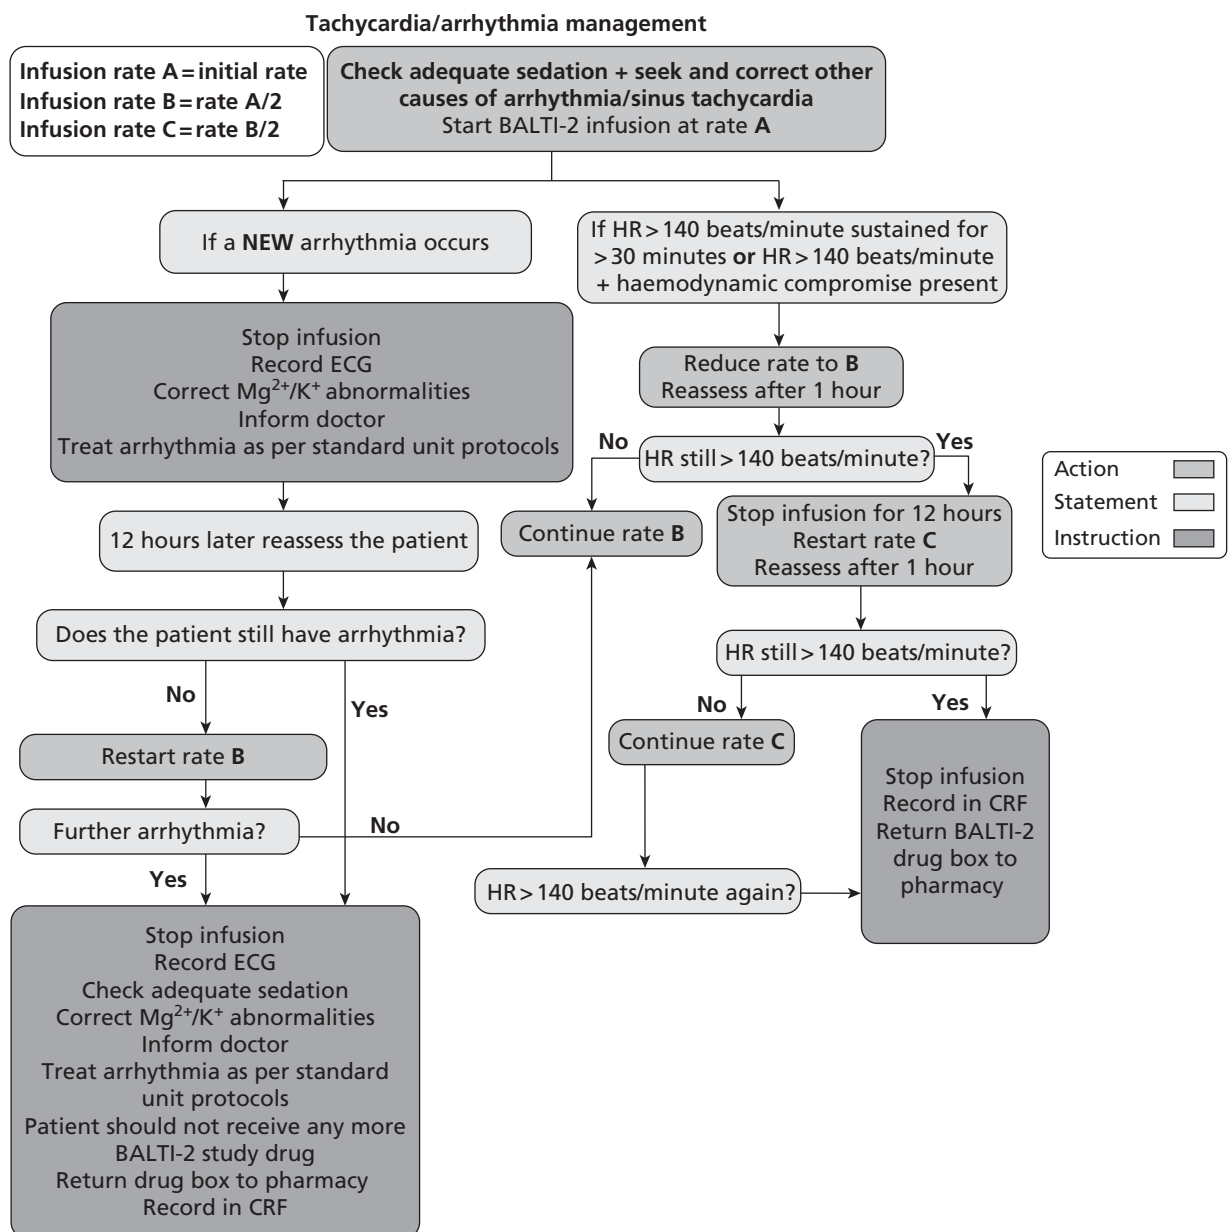 Tachycardia/arrhythmia management
Infusion rate A = initial rate
Infusion rate B = rate A/2
Infusion rate C = rate B/2
Check adequate sedation + seek and correct other
causes of arrhythmia/sinus tachycardia
Start BALTI-2 infusion at rate A
If a NEW arrhythmia occurs
Stop infusion
Record ECG
Correct Mg²⁺/K⁺ abnormalities
Inform doctor
Treat arrhythmia as per standard unit protocols
12 hours later reassess the patient
Does the patient still have arrhythmia?
No
Yes
Restart rate B
Further arrhythmia?
No
Yes
Stop infusion
Record ECG
Check adequate sedation
Correct Mg²⁺/K⁺ abnormalities
Inform doctor
Treat arrhythmia as per standard
unit protocols
Patient should not receive any more
BALTI-2 study drug
Return drug box to pharmacy
Record in CRF
If HR > 140 beats/minute sustained for
> 30 minutes or HR > 140 beats/minute
+ haemodynamic compromise present
Reduce rate to B
Reassess after 1 hour
HR still > 140 beats/minute?
No
Yes
Continue rate B
Stop infusion for 12 hours
Restart rate C
Reassess after 1 hour
HR still > 140 beats/minute?
No
Yes
Continue rate C
HR > 140 beats/minute again?
Stop infusion
Record in CRF
Return BALTI-2
drug box to
pharmacy
Action
Statement
Instruction